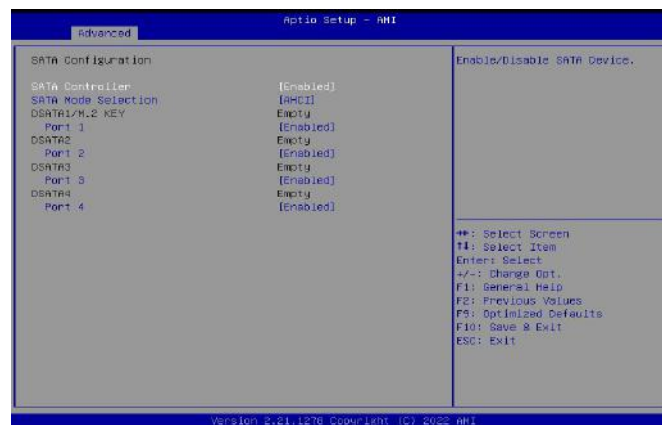 Aptio Setup - AMI
Advanced
SATA Configuration
SATA Controller [Enabled]
SATA Mode Selection [AHCI]
DSATA1/M.2 KEY Empty
Port 1 [Enabled]
DSATA2 Empty
Port 2 [Enabled]
DSATA3 Empty
Port 3 [Enabled]
DSATA4 Empty
Port 4 [Enabled]
Enable/Disable SATA Device.
→←: Select Screen
↑↓: Select Item
Enter: Select
+/-: Change Opt.
F1: General Help
F2: Previous Values
F9: Optimized Defaults
F10: Save & Exit
ESC: Exit
Version 2.21.1278 Copyright (C) 2022 AMI